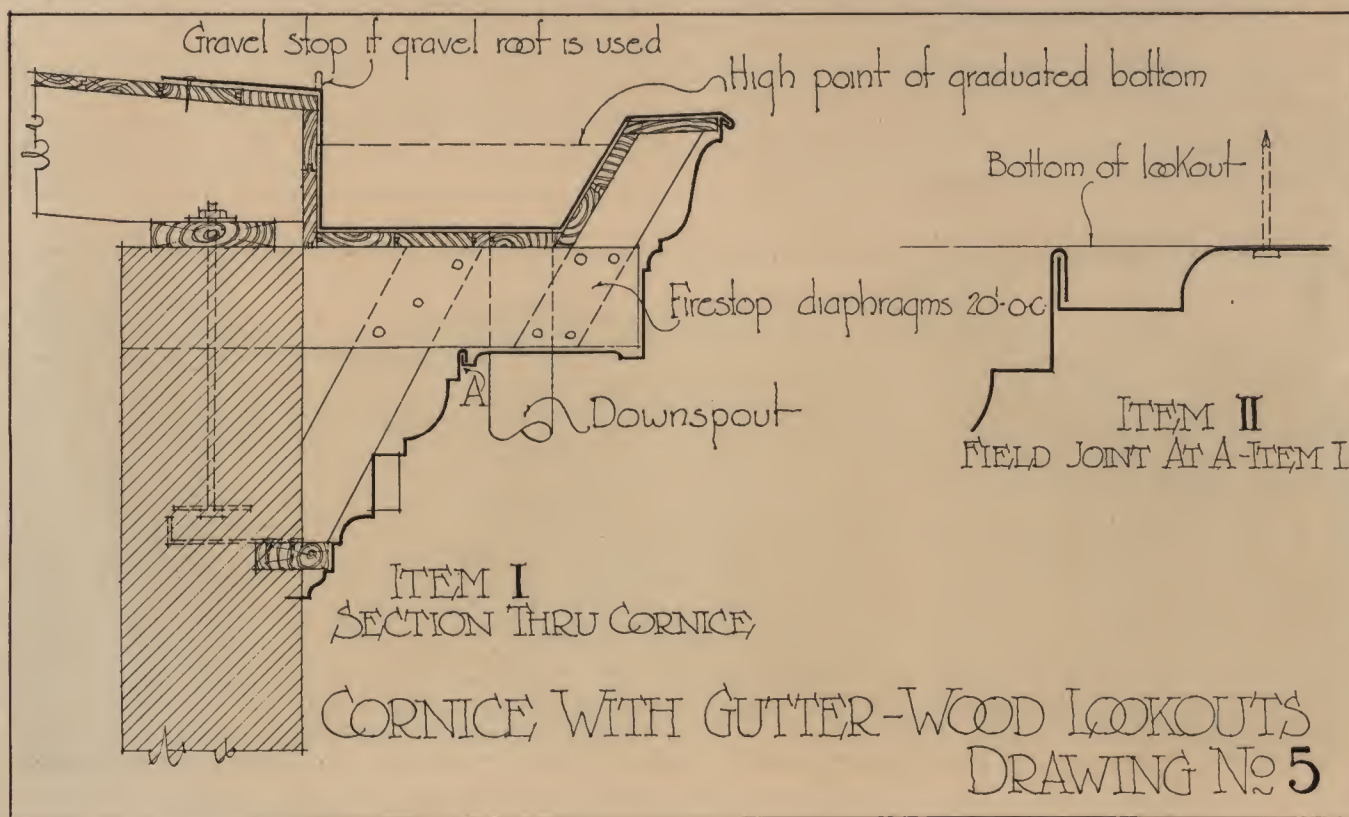 Gravel stop if gravel roof is used
High point of graduated bottom
Bottom of lookout
Firestop diaphragms 20'-o.c.
A
Downspout
ITEM II
FIELD JOINT AT A-ITEM I
ITEM I
SECTION THRU CORNICE
CORNICE WITH GUTTER-WOOD LOOKOUTS
DRAWING No 5